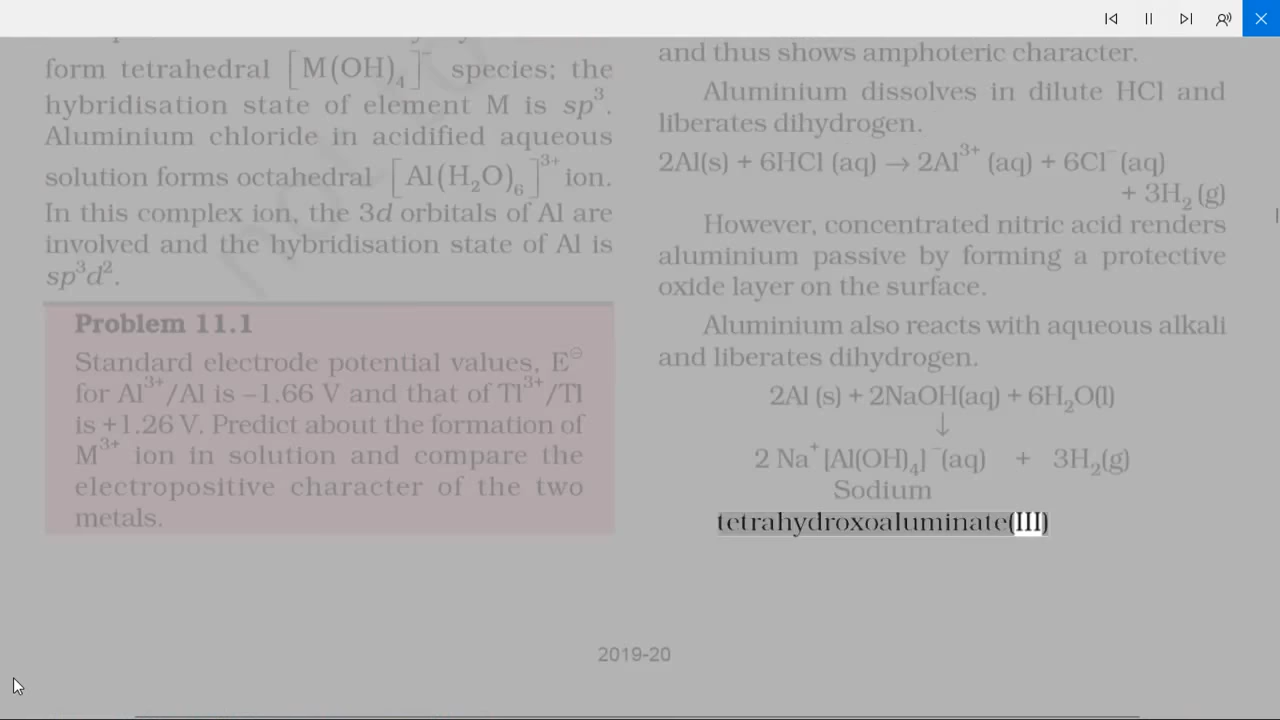 form tetrahedral [M(OH)₄]⁻ species; the
hybridisation state of element M is sp³.
Aluminium chloride in acidified aqueous
solution forms octahedral [Al(H₂O)₆]³⁺ ion.
In this complex ion, the 3d orbitals of Al are
involved and the hybridisation state of Al is
sp³d².
Problem 11.1
Standard electrode potential values, E⊖
for Al³⁺/Al is –1.66 V and that of Tl³⁺/Tl
is +1.26 V. Predict about the formation of
M³⁺ ion in solution and compare the
electropositive character of the two
metals.
and thus shows amphoteric character.
Aluminium dissolves in dilute HCl and
liberates dihydrogen.
2Al(s) + 6HCl (aq) → 2Al³⁺ (aq) + 6Cl⁻ (aq)
+ 3H₂ (g)
However, concentrated nitric acid renders
aluminium passive by forming a protective
oxide layer on the surface.
Aluminium also reacts with aqueous alkali
and liberates dihydrogen.
2Al (s) + 2NaOH(aq) + 6H₂O(l)
↓
2 Na⁺ [Al(OH)₄]⁻ (aq) + 3H₂(g)
Sodium
tetrahydroxoaluminate(III)
2019-20